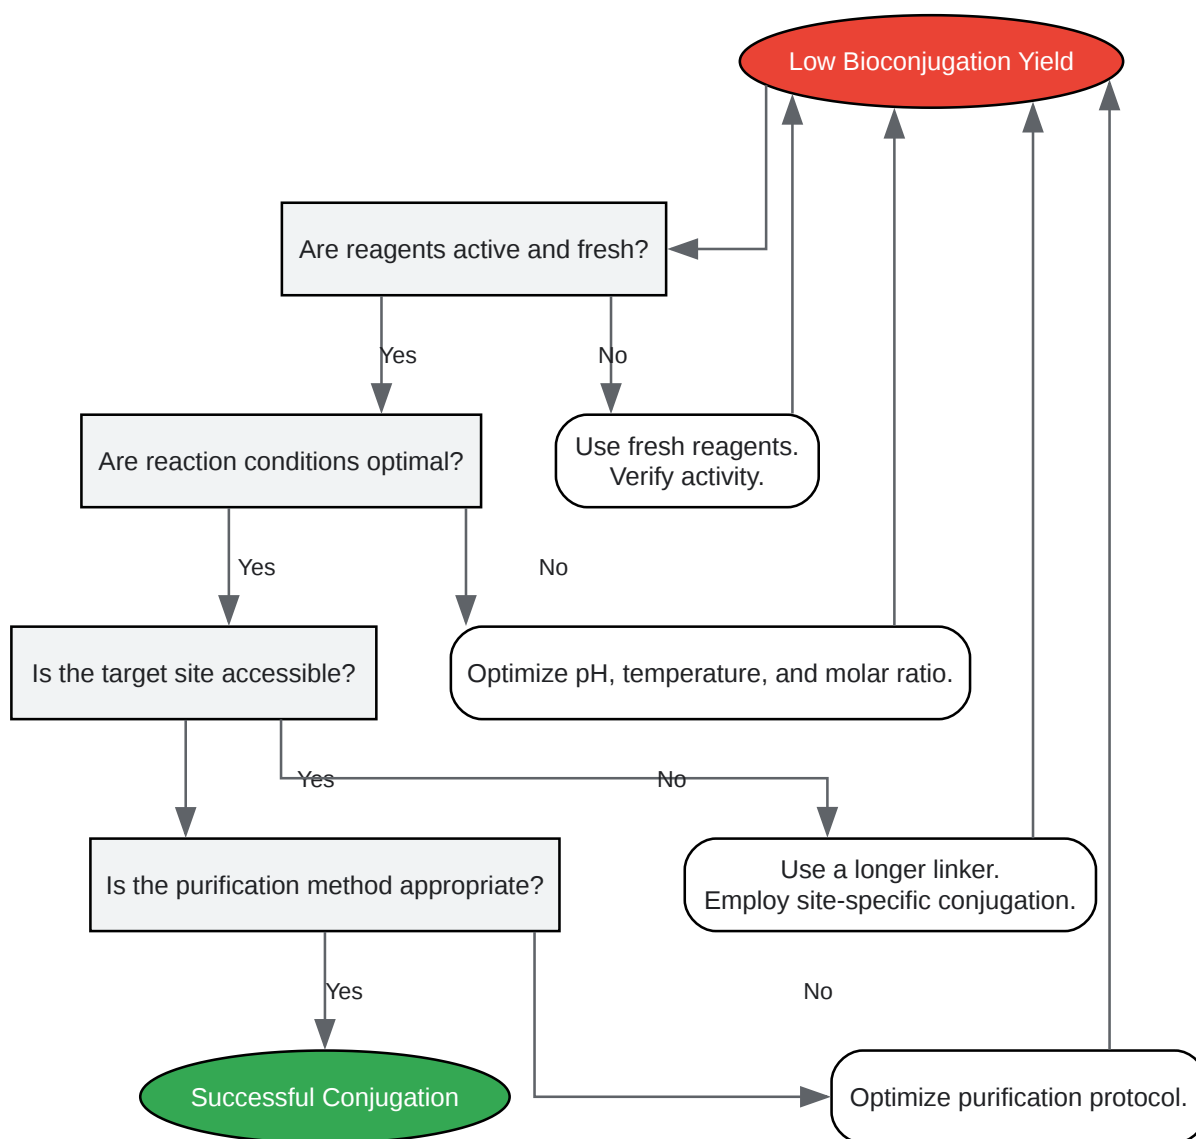 Low Bioconjugation Yield
Are reagents active and fresh?
Yes
No
Are reaction conditions optimal?
Use fresh reagents.
Verify activity.
Yes
No
Is the target site accessible?
Optimize pH, temperature, and molar ratio.
Yes
No
Is the purification method appropriate?
Use a longer linker.
Employ site-specific conjugation.
Yes
No
Successful Conjugation
Optimize purification protocol.